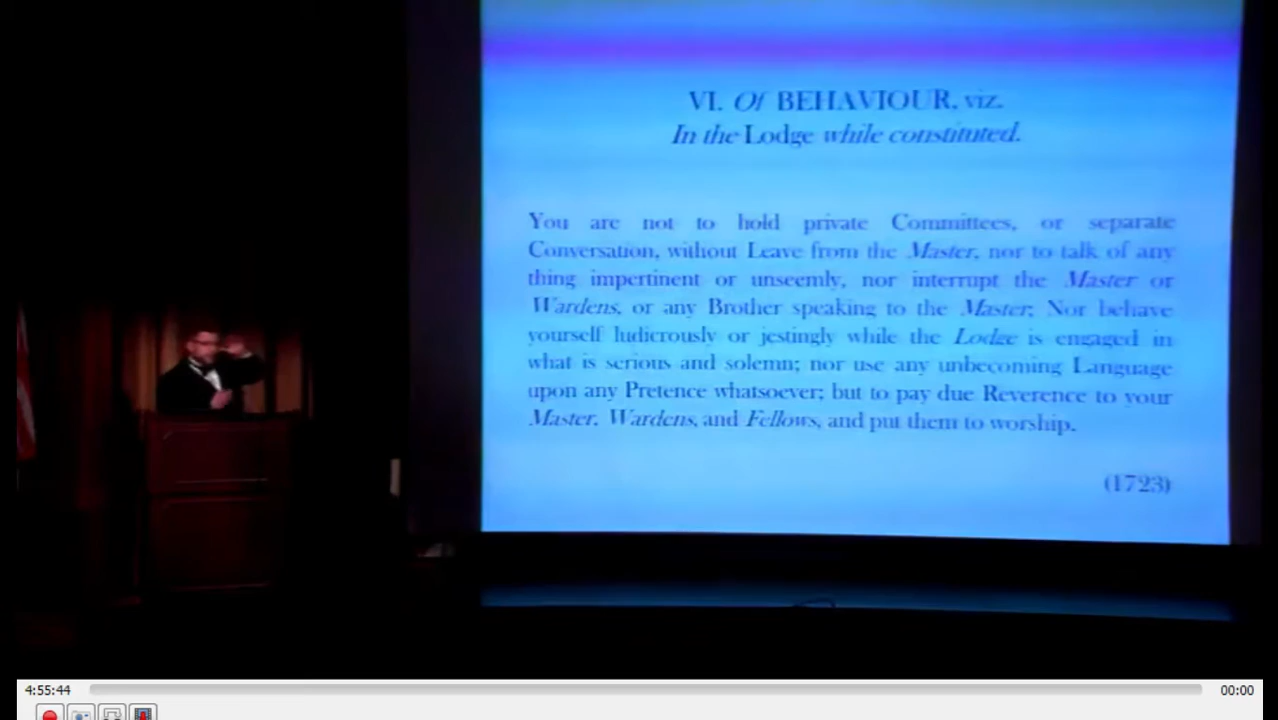 VI. Of BEHAVIOUR, viz.
In the Lodge while constituted.
You are not to hold private Committees, or separate
Conversation, without Leave from the Master, nor to talk of any
thing impertinent or unseemly, nor interrupt the Master or
Wardens, or any Brother speaking to the Master; Nor behave
yourself ludicrously or jestingly while the Lodge is engaged in
what is serious and solemn; nor use any unbecoming Language
upon any Pretence whatsoever; but to pay due Reverence to your
Master, Wardens, and Fellows, and put them to worship.
(1723)
4:55:44 00:00